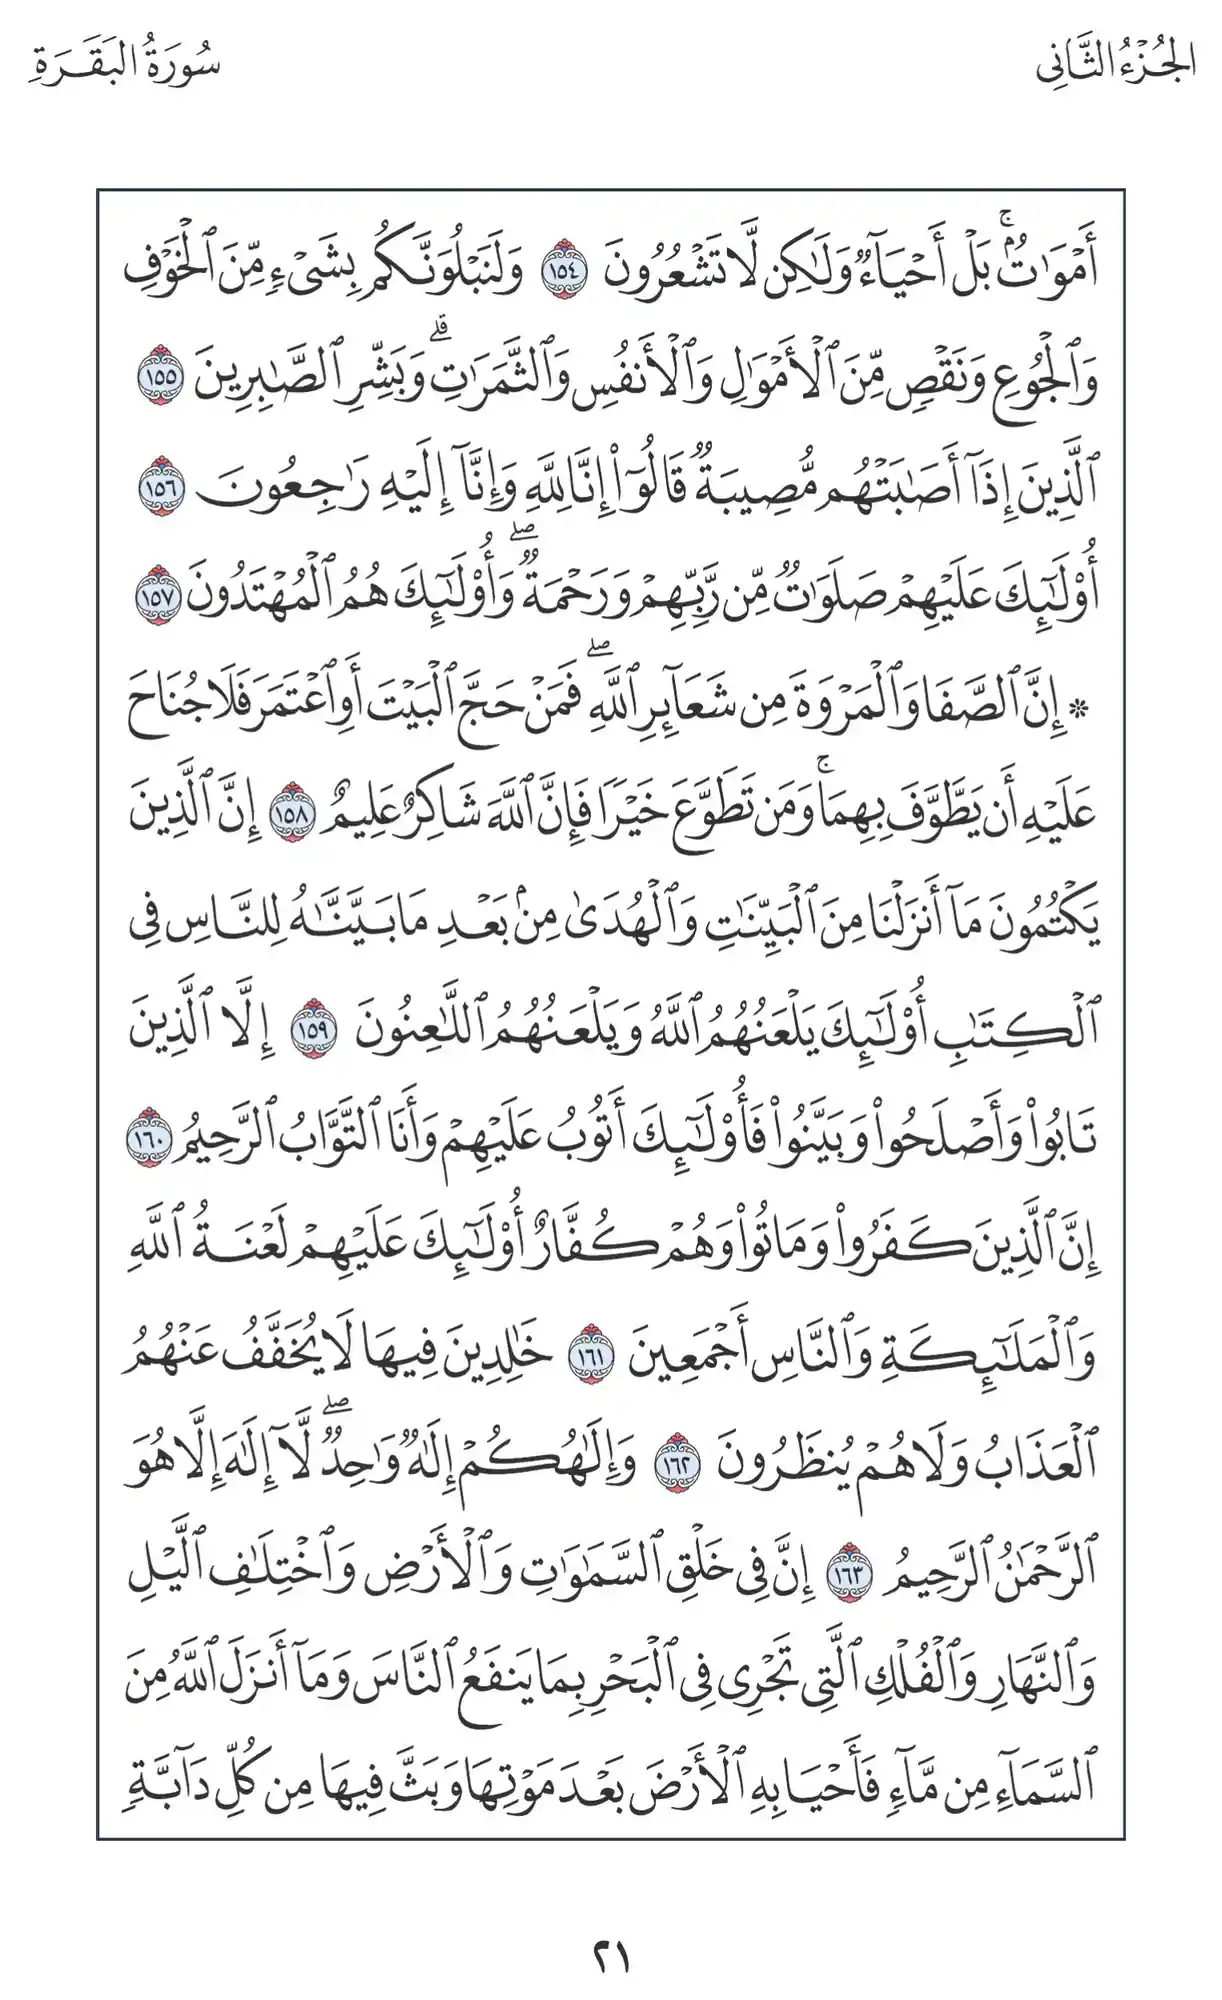 الجُزْءُ الثَّانِي
سُورَةُ البَقَرَةِ
أَمْوَٰتُۢۚ بَلْ أَحْيَآءٞ وَلَٰكِن لَّا تَشْعُرُونَ ١٥٤ وَلَنَبْلُوَنَّكُم بِشَيْءٖ مِّنَ ٱلْخَوْفِ
وَٱلْجُوعِ وَنَقْصٖ مِّنَ ٱلْأَمْوَٰلِ وَٱلْأَنفُسِ وَٱلثَّمَرَٰتِۗ وَبَشِّرِ ٱلصَّٰبِرِينَ ١٥٥
ٱلَّذِينَ إِذَآ أَصَٰبَتْهُم مُّصِيبَةٞ قَالُوٓا۟ إِنَّا لِلَّهِ وَإِنَّآ إِلَيْهِ رَٰجِعُونَ ١٥٦
أُو۟لَٰٓئِكَ عَلَيْهِمْ صَلَوَٰتٞ مِّن رَّبِّهِمْ وَرَحْمَةٞۖ وَأُو۟لَٰٓئِكَ هُمُ ٱلْمُهْتَدُونَ ١٥٧
* إِنَّ ٱلصَّفَا وَٱلْمَرْوَةَ مِن شَعَآئِرِ ٱللَّهِۖ فَمَنْ حَجَّ ٱلْبَيْتَ أَوِ ٱعْتَمَرَ فَلَا جُنَاحَ
عَلَيْهِ أَن يَطَّوَّفَ بِهِمَاۚ وَمَن تَطَوَّعَ خَيْرٗا فَإِنَّ ٱللَّهَ شَاكِرٌ عَلِيمٌ ١٥٨ إِنَّ ٱلَّذِينَ
يَكْتُمُونَ مَآ أَنزَلْنَا مِنَ ٱلْبَيِّنَٰتِ وَٱلْهُدَىٰ مِنۢ بَعْدِ مَا بَيَّنَّٰهُ لِلنَّاسِ فِي
ٱلْكِتَٰبِ أُو۟لَٰٓئِكَ يَلْعَنُهُمُ ٱللَّهُ وَيَلْعَنُهُمُ ٱللَّٰعِنُونَ ١٥٩ إِلَّا ٱلَّذِينَ
تَابُوا۟ وَأَصْلَحُوا۟ وَبَيَّنُوا۟ فَأُو۟لَٰٓئِكَ أَتُوبُ عَلَيْهِمْ وَأَنَا ٱلتَّوَّابُ ٱلرَّحِيمُ ١٦٠
إِنَّ ٱلَّذِينَ كَفَرُوا۟ وَمَاتُوا۟ وَهُمْ كُفَّارٌ أُو۟لَٰٓئِكَ عَلَيْهِمْ لَعْنَةُ ٱللَّهِ
وَٱلْمَلَٰٓئِكَةِ وَٱلنَّاسِ أَجْمَعِينَ ١٦١ خَٰلِدِينَ فِيهَا لَا يُخَفَّفُ عَنْهُمُ
ٱلْعَذَابُ وَلَا هُمْ يُنظَرُونَ ١٦٢ وَإِلَٰهُكُمْ إِلَٰهٞ وَٰحِدٞۖ لَّآ إِلَٰهَ إِلَّا هُوَ
ٱلرَّحْمَٰنُ ٱلرَّحِيمُ ١٦٣ إِنَّ فِي خَلْقِ ٱلسَّمَٰوَٰتِ وَٱلْأَرْضِ وَٱخْتِلَٰفِ ٱلَّيْلِ
وَٱلنَّهَارِ وَٱلْفُلْكِ ٱلَّتِي تَجْرِي فِي ٱلْبَحْرِ بِمَا يَنفَعُ ٱلنَّاسَ وَمَآ أَنزَلَ ٱللَّهُ مِنَ
ٱلسَّمَآءِ مِن مَّآءٖ فَأَحْيَا بِهِ ٱلْأَرْضَ بَعْدَ مَوْتِهَا وَبَثَّ فِيهَا مِن كُلِّ دَآبَّةٖ
٢١